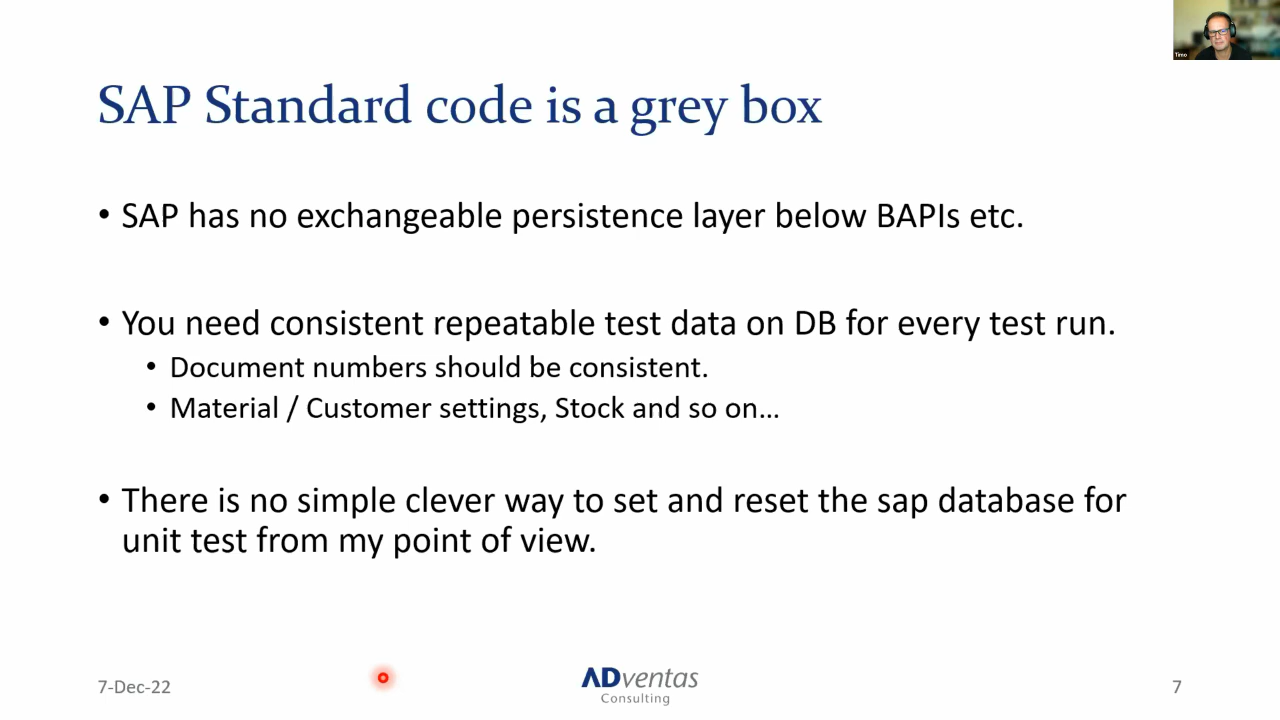 Timo
SAP Standard code is a grey box
• SAP has no exchangeable persistence layer below BAPIs etc.
• You need consistent repeatable test data on DB for every test run.
• Document numbers should be consistent.
• Material / Customer settings, Stock and so on…
• There is no simple clever way to set and reset the sap database for
unit test from my point of view.
7-Dec-22
ADventas
Consulting
7